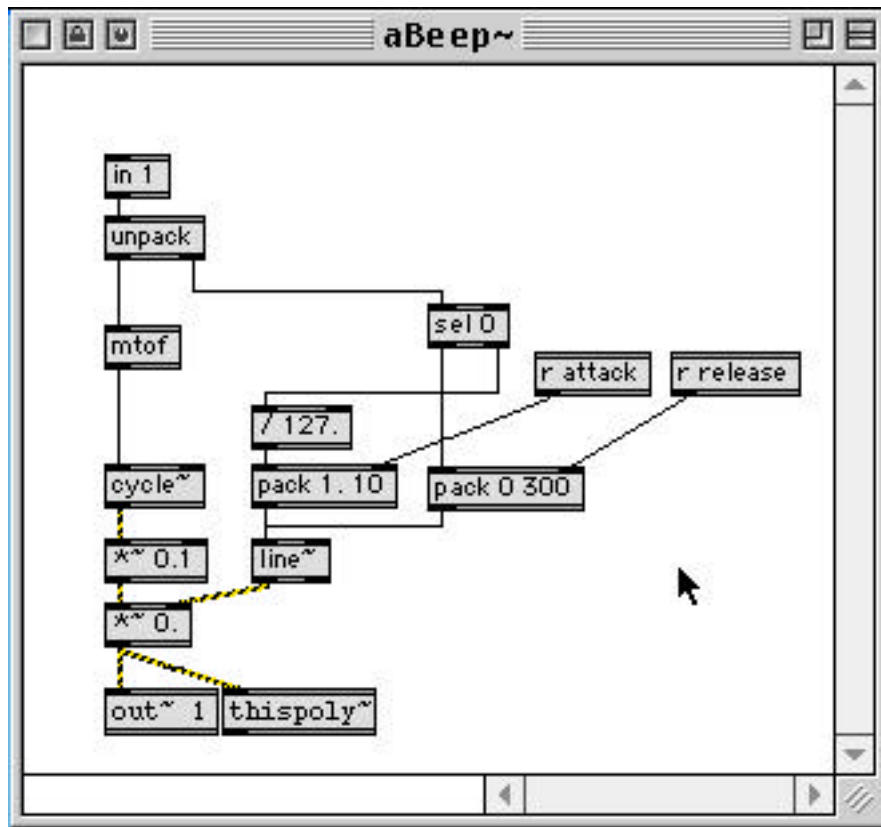 aBeep~
in 1
unpack
sel 0
mtof
r attack
r release
/ 127.
cycle~
pack 1. 10
pack 0 300
*~ 0.1
line~
*~ 0.
out~ 1
thispoly~